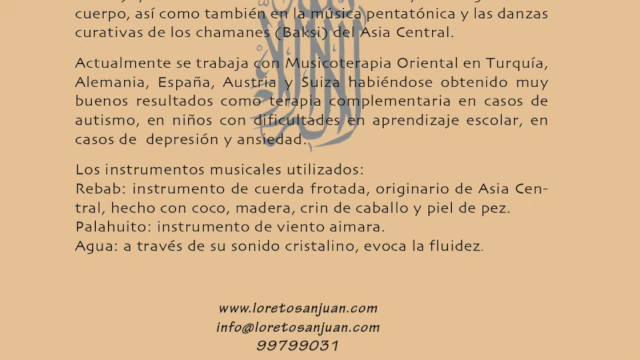 cuerpo, así como también en la música pentatónica y las danzas
curativas de los chamanes (Baksi) del Asia Central.
Actualmente se trabaja con Musicoterapia Oriental en Turquía,
Alemania, España, Austria y Suiza habiéndose obtenido muy
buenos resultados como terapia complementaria en casos de
autismo, en niños con dificultades en aprendizaje escolar, en
casos de  depresión y ansiedad.
Los instrumentos musicales utilizados:
Rebab: instrumento de cuerda frotada, originario de Asia Cen-
tral, hecho con coco, madera, crin de caballo y piel de pez.
Palahuito: instrumento de viento aimara.
Agua: a través de su sonido cristalino, evoca la fluidez.
www.loretosanjuan.com
info@loretosanjuan.com
99799031